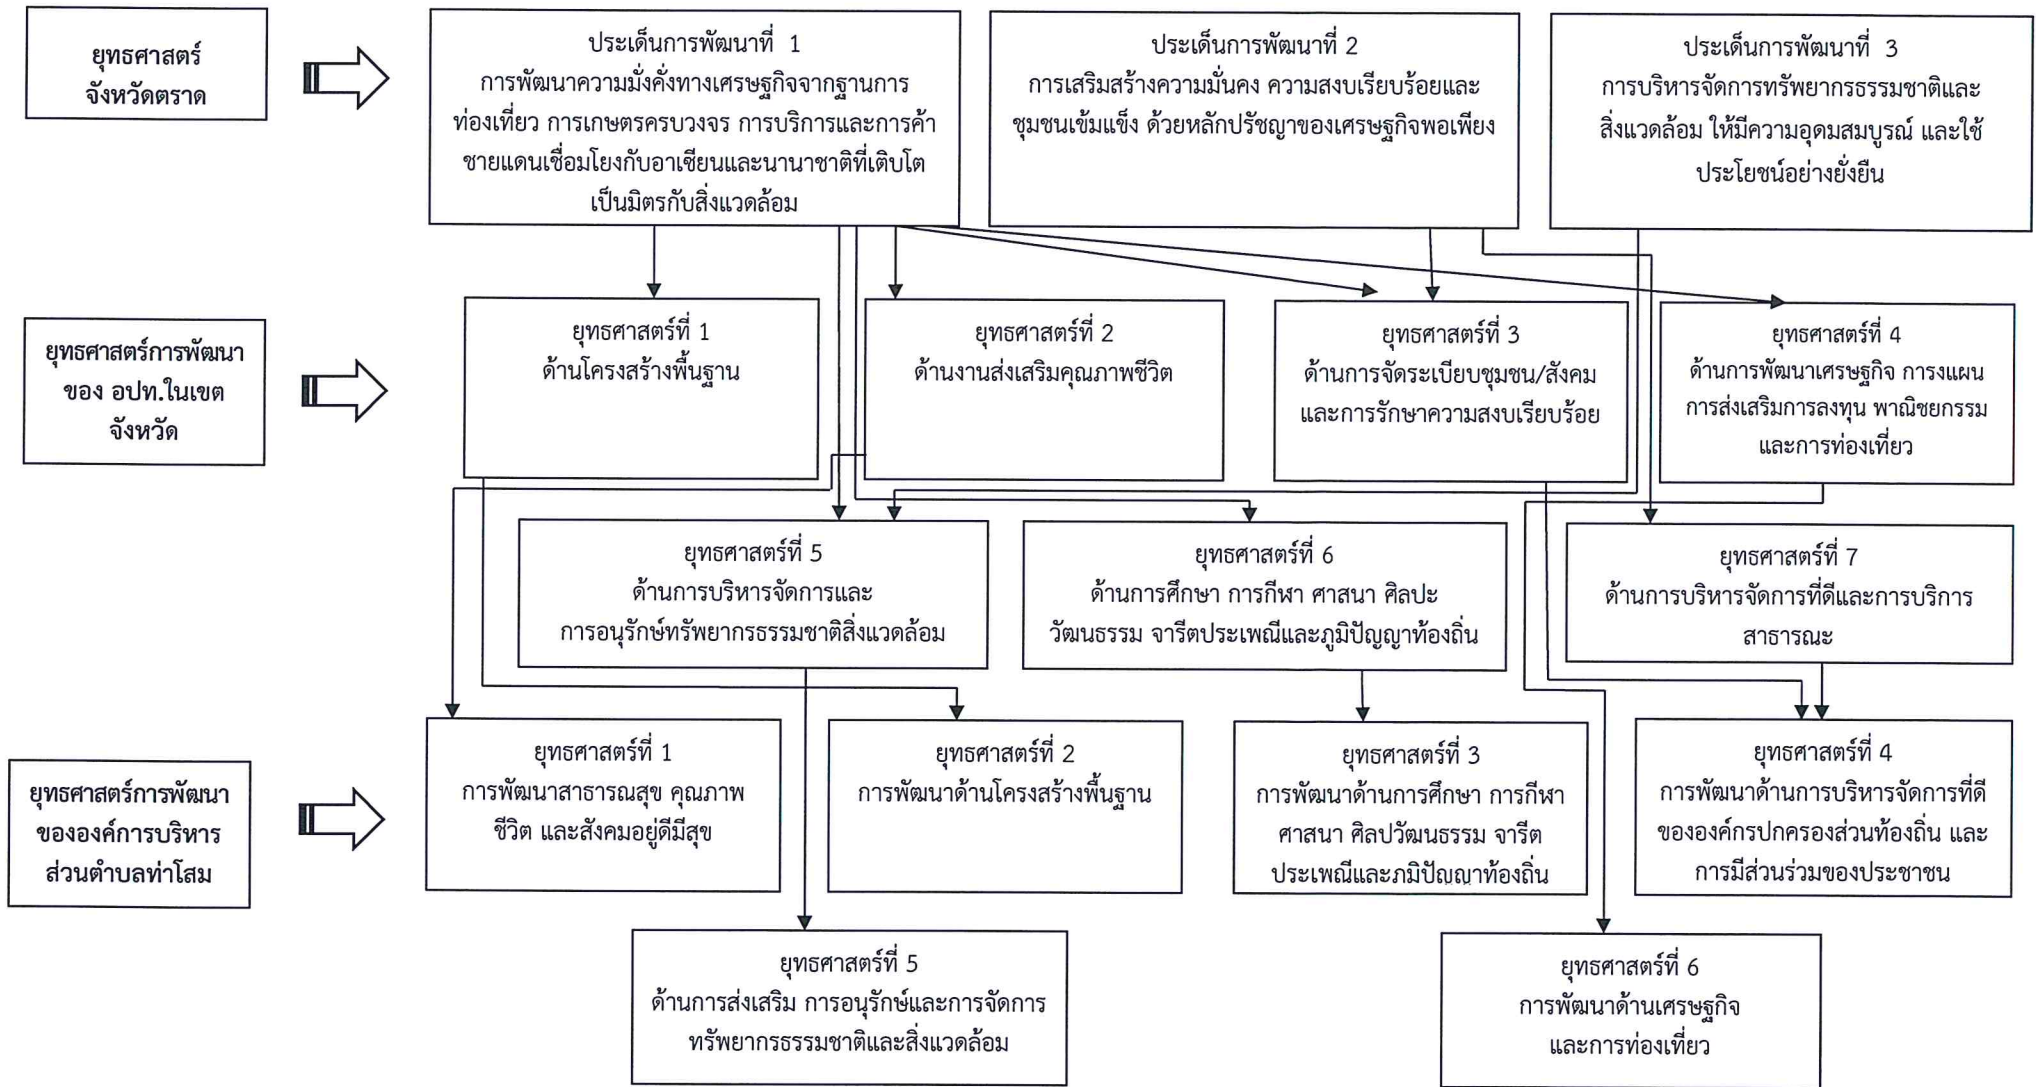 ยุทธศาสตร์
จังหวัดตราด
ประเด็นการพัฒนาที่ 1
การพัฒนาความมั่งคั่งทางเศรษฐกิจจากฐานการ
ท่องเที่ยว การเกษตรครบวงจร การบริการและการค้า
ชายแดนเชื่อมโยงกับอาเซียนและนานาชาติที่เติบโต
เป็นมิตรกับสิ่งแวดล้อม
ประเด็นการพัฒนาที่ 2
การเสริมสร้างความมั่นคง ความสงบเรียบร้อยและ
ชุมชนเข้มแข็ง ด้วยหลักปรัชญาของเศรษฐกิจพอเพียง
ประเด็นการพัฒนาที่ 3
การบริหารจัดการทรัพยากรธรรมชาติและ
สิ่งแวดล้อม ให้มีความอุดมสมบูรณ์ และใช้
ประโยชน์อย่างยั่งยืน
ยุทธศาสตร์การพัฒนา
ของ อปท.ในเขต
จังหวัด
ยุทธศาสตร์ที่ 1
ด้านโครงสร้างพื้นฐาน
ยุทธศาสตร์ที่ 2
ด้านงานส่งเสริมคุณภาพชีวิต
ยุทธศาสตร์ที่ 3
ด้านการจัดระเบียบชุมชน/สังคม
และการรักษาความสงบเรียบร้อย
ยุทธศาสตร์ที่ 4
ด้านการพัฒนาเศรษฐกิจ การงแผน
การส่งเสริมการลงทุน พาณิชยกรรม
และการท่องเที่ยว
ยุทธศาสตร์ที่ 5
ด้านการบริหารจัดการและ
การอนุรักษ์ทรัพยากรธรรมชาติสิ่งแวดล้อม
ยุทธศาสตร์ที่ 6
ด้านการศึกษา การกีฬา ศาสนา ศิลปะ
วัฒนธรรม จารีตประเพณีและภูมิปัญญาท้องถิ่น
ยุทธศาสตร์ที่ 7
ด้านการบริหารจัดการที่ดีและการบริการ
สาธารณะ
ยุทธศาสตร์การพัฒนา
ขององค์การบริหาร
ส่วนตำบลท่าโสม
ยุทธศาสตร์ที่ 1
การพัฒนาสาธารณสุข คุณภาพ
ชีวิต และสังคมอยู่ดีมีสุข
ยุทธศาสตร์ที่ 2
การพัฒนาด้านโครงสร้างพื้นฐาน
ยุทธศาสตร์ที่ 3
การพัฒนาด้านการศึกษา การกีฬา
ศาสนา ศิลปวัฒนธรรม จารีต
ประเพณีและภูมิปัญญาท้องถิ่น
ยุทธศาสตร์ที่ 4
การพัฒนาด้านการบริหารจัดการที่ดี
ขององค์กรปกครองส่วนท้องถิ่น และ
การมีส่วนร่วมของประชาชน
ยุทธศาสตร์ที่ 5
ด้านการส่งเสริม การอนุรักษ์และการจัดการ
ทรัพยากรธรรมชาติและสิ่งแวดล้อม
ยุทธศาสตร์ที่ 6
การพัฒนาด้านเศรษฐกิจ
และการท่องเที่ยว